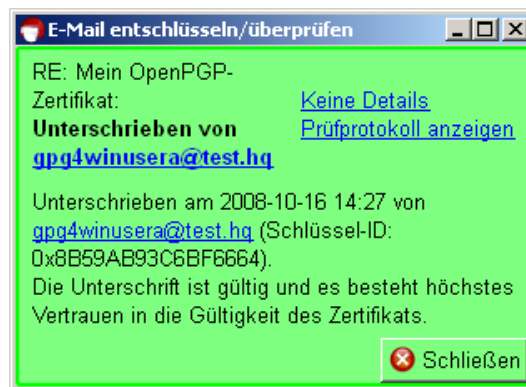 E-Mail entschlüsseln/überprüfen
RE: Mein OpenPGP-
Zertifikat:
Unterschrieben von
gpg4winusera@test.hq
Keine Details
Prüfprotokoll anzeigen
Unterschrieben am 2008-10-16 14:27 von
gpg4winusera@test.hq (Schlüssel-ID:
0x8B59AB93C6BF6664).
Die Unterschrift ist gültig und es besteht höchstes
Vertrauen in die Gültigkeit des Zertifikats.
Schließen